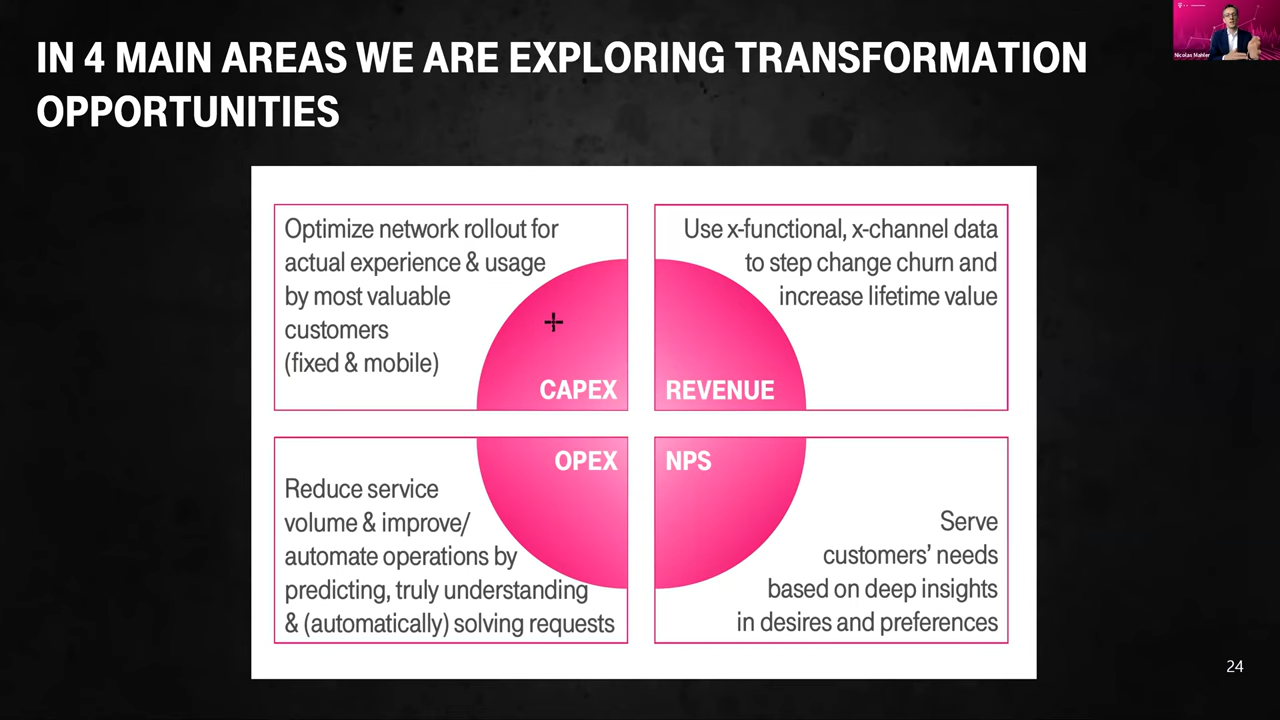 IN 4 MAIN AREAS WE ARE EXPLORING TRANSFORMATION
OPPORTUNITIES
Nicolas Mahler
Optimize network rollout for
actual experience & usage
by most valuable
customers
(fixed & mobile)
CAPEX
Use x-functional, x-channel data
to step change churn and
increase lifetime value
REVENUE
OPEX
Reduce service
volume & improve/
automate operations by
predicting, truly understanding
& (automatically) solving requests
NPS
Serve
customers’ needs
based on deep insights
in desires and preferences
24